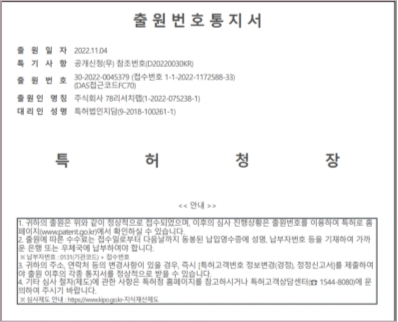 출원번호통지서
출 원 일 자 2022.11.04
특 기 사 항 공개신청(무) 참조번호(D20220030KR)
출 원 번 호 30-2022-0045379 (접수번호 1-1-2022-1172588-33)
(DAS접근코드FC70)
출원인 명칭 주식회사 78리서치랩(1-2022-075238-1)
대리인 성명 특허법인지담(9-2018-100261-1)
특 허 청 장
<< 안내 >>
1. 귀하의 출원은 위와 같이 정상적으로 접수되었으며, 이후의 심사 진행상황은 출원번호를 이용하여 특허로 홈
페이지(www.patent.go.kr)에서 확인하실 수 있습니다.
2. 출원에 따른 수수료는 접수일로부터 다음날까지 동봉된 납입영수증에 성명, 납부자번호 등을 기재하여 가까
운 은행 또는 우체국에 납부하여야 합니다.
※ 납부자번호 : 0131(기관코드) + 접수번호
3. 귀하의 주소, 연락처 등의 변경사항이 있을 경우, 즉시 [특허고객번호 정보변경(경정), 정정신고서]를 제출하여
야 출원 이후의 각종 통지서를 정상적으로 받을 수 있습니다.
4. 기타 심사 절차(제도)에 관한 사항은 특허청 홈페이지를 참고하시거나 특허고객상담센터(☎ 1544-8080)에 문
의하여 주시기 바랍니다.
※ 심사제도 안내 : https://www.kipo.go.kr-지식재산제도